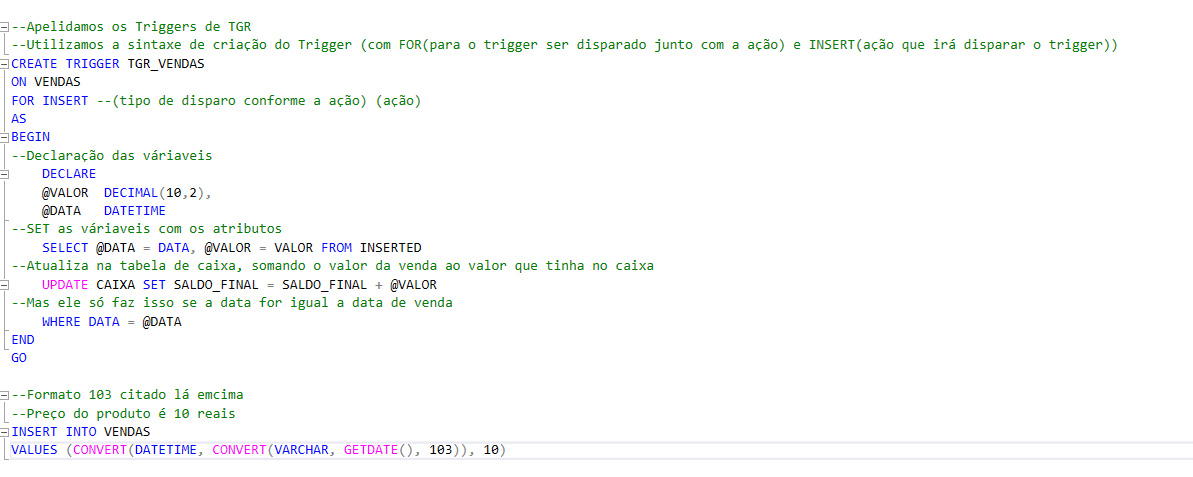 --Apelidamos os Triggers de TGR
--Utilizamos a sintaxe de criação do Trigger (com FOR(para o trigger ser disparado junto com a ação) e INSERT(ação que irá disparar o trigger))
CREATE TRIGGER TGR_VENDAS
ON VENDAS
FOR INSERT --(tipo de disparo conforme a ação) (ação)
AS
BEGIN
--Declaração das váriaveis
DECLARE
@VALOR DECIMAL(10,2),
@DATA DATETIME
--SET as váriaveis com os atributos
SELECT @DATA = DATA, @VALOR = VALOR FROM INSERTED
--Atualiza na tabela de caixa, somando o valor da venda ao valor que tinha no caixa
UPDATE CAIXA SET SALDO_FINAL = SALDO_FINAL + @VALOR
--Mas ele só faz isso se a data for igual a data de venda
WHERE DATA = @DATA
END
GO
--Formato 103 citado lá emcima
--Preço do produto é 10 reais
INSERT INTO VENDAS
VALUES (CONVERT(DATETIME, CONVERT(VARCHAR, GETDATE(), 103)), 10)